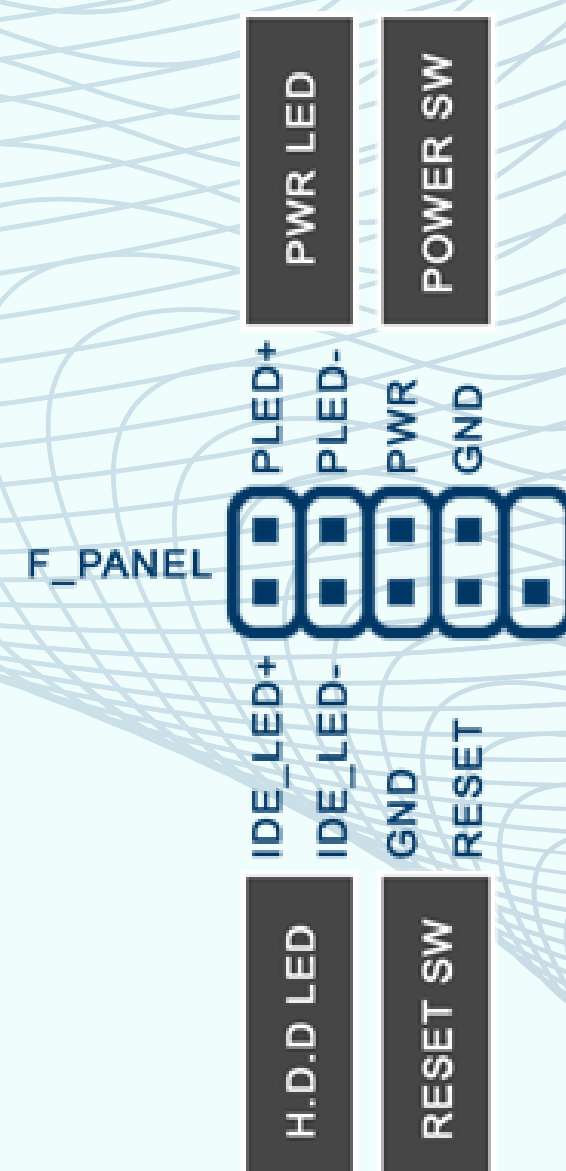 PWR LED
POWER SW
PLED+
PLED-
PWR
GND
F_PANEL
IDE_LED+
IDE_LED-
GND
RESET
H.D.D LED
RESET SW